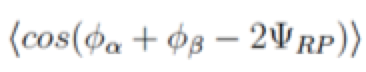 ⟨cos(ϕ_α + ϕ_β − 2Ψ_RP)⟩